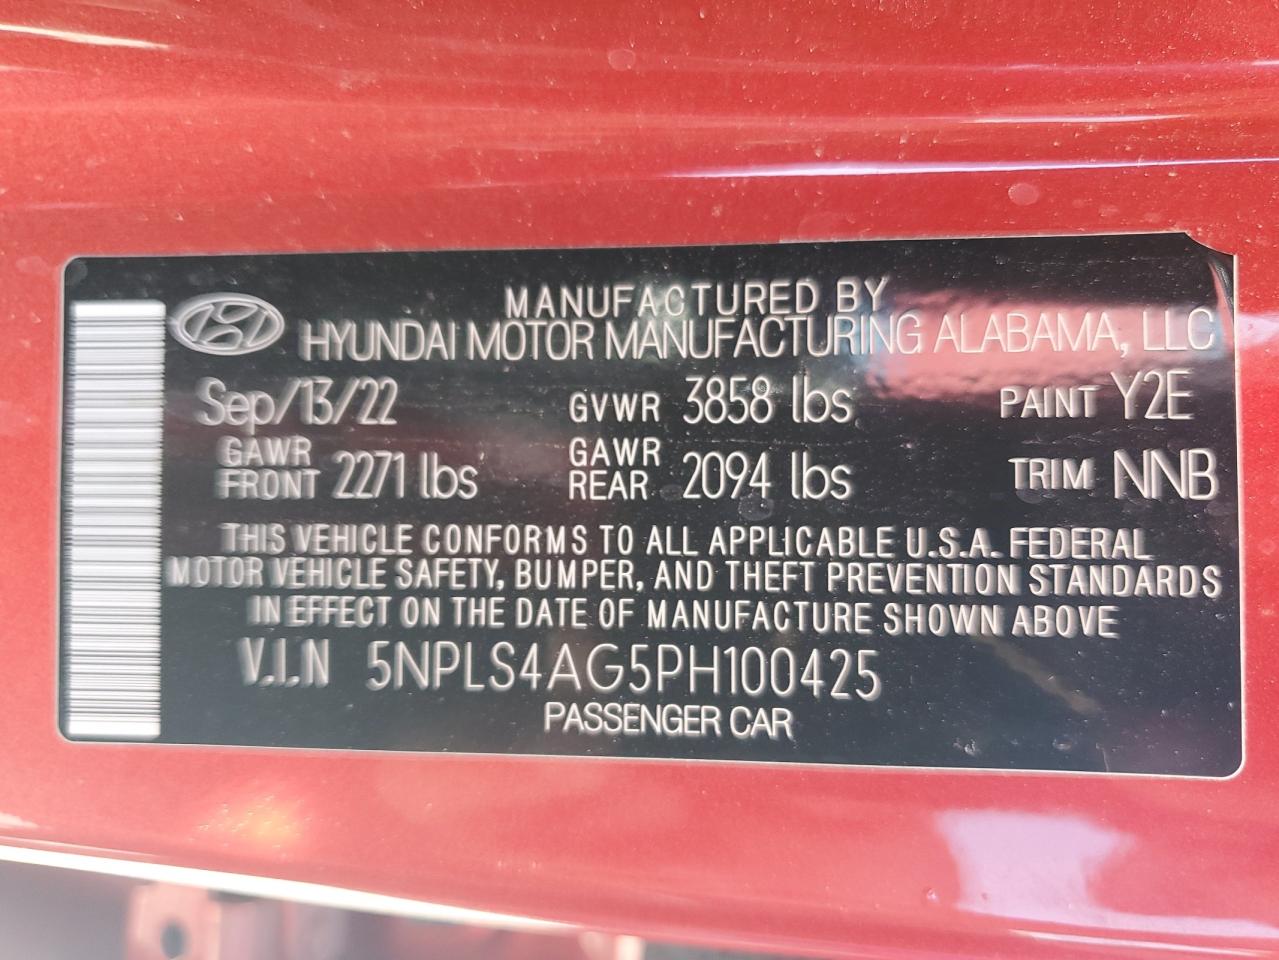 MANUFACTURED BY
HYUNDAI MOTOR MANUFACTURING ALABAMA, LLC
Sep/13/22 GVWR 3858 lbs PAINT Y2E
GAWR FRONT 2271 lbs GAWR REAR 2094 lbs TRIM NNB
THIS VEHICLE CONFORMS TO ALL APPLICABLE U.S.A. FEDERAL
MOTOR VEHICLE SAFETY, BUMPER, AND THEFT PREVENTION STANDARDS
IN EFFECT ON THE DATE OF MANUFACTURE SHOWN ABOVE
V.I.N 5NPLS4AG5PH100425
PASSENGER CAR